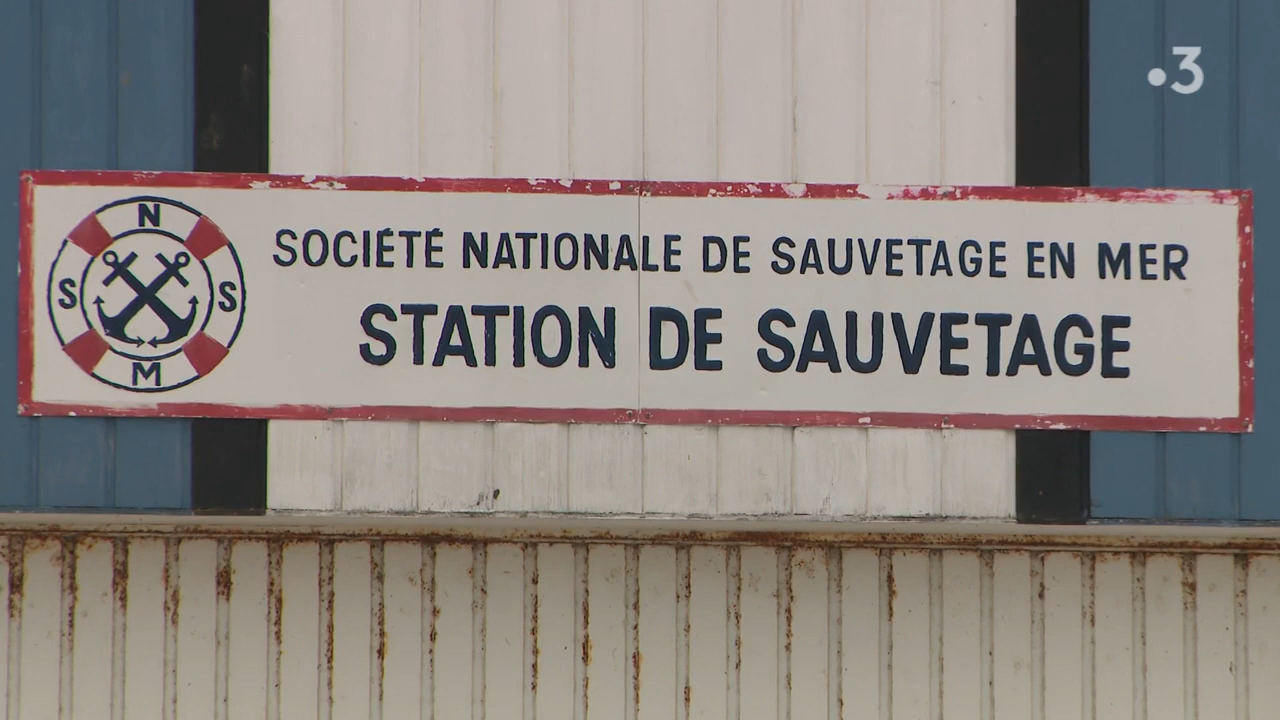 3
N
S S
M
SOCIÉTÉ NATIONALE DE SAUVETAGE EN MER
STATION DE SAUVETAGE